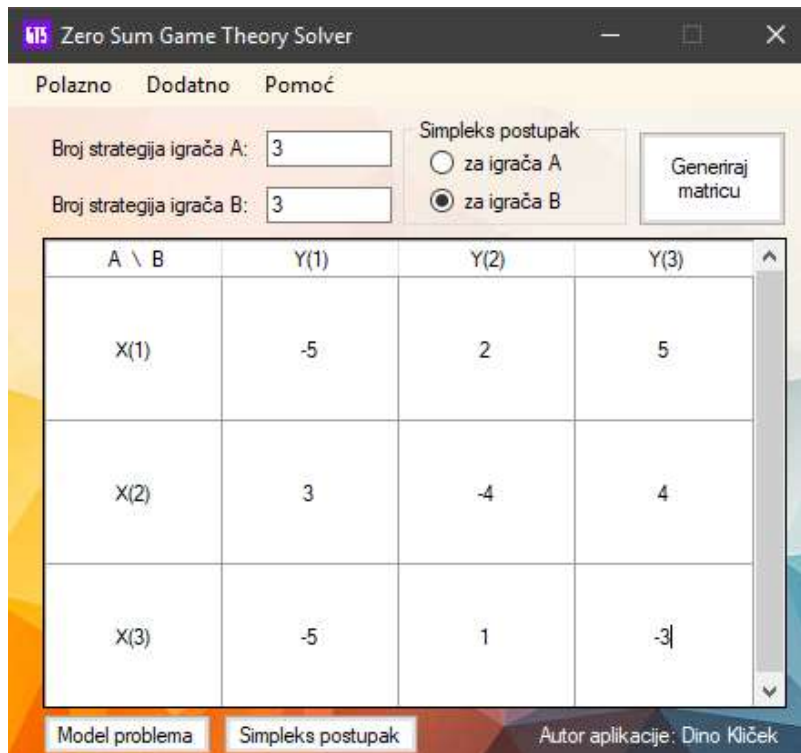 GTS Zero Sum Game Theory Solver
Polazno Dodatno Pomoć
Broj strategija igrača A: 3
Broj strategija igrača B: 3
Simpleks postupak
za igrača A
za igrača B
Generiraj
matricu
A \ B Y(1) Y(2) Y(3)
X(1) -5 2 5
X(2) 3 -4 4
X(3) -5 1 -3
Model problema Simpleks postupak Autor aplikacije: Dino Kliček